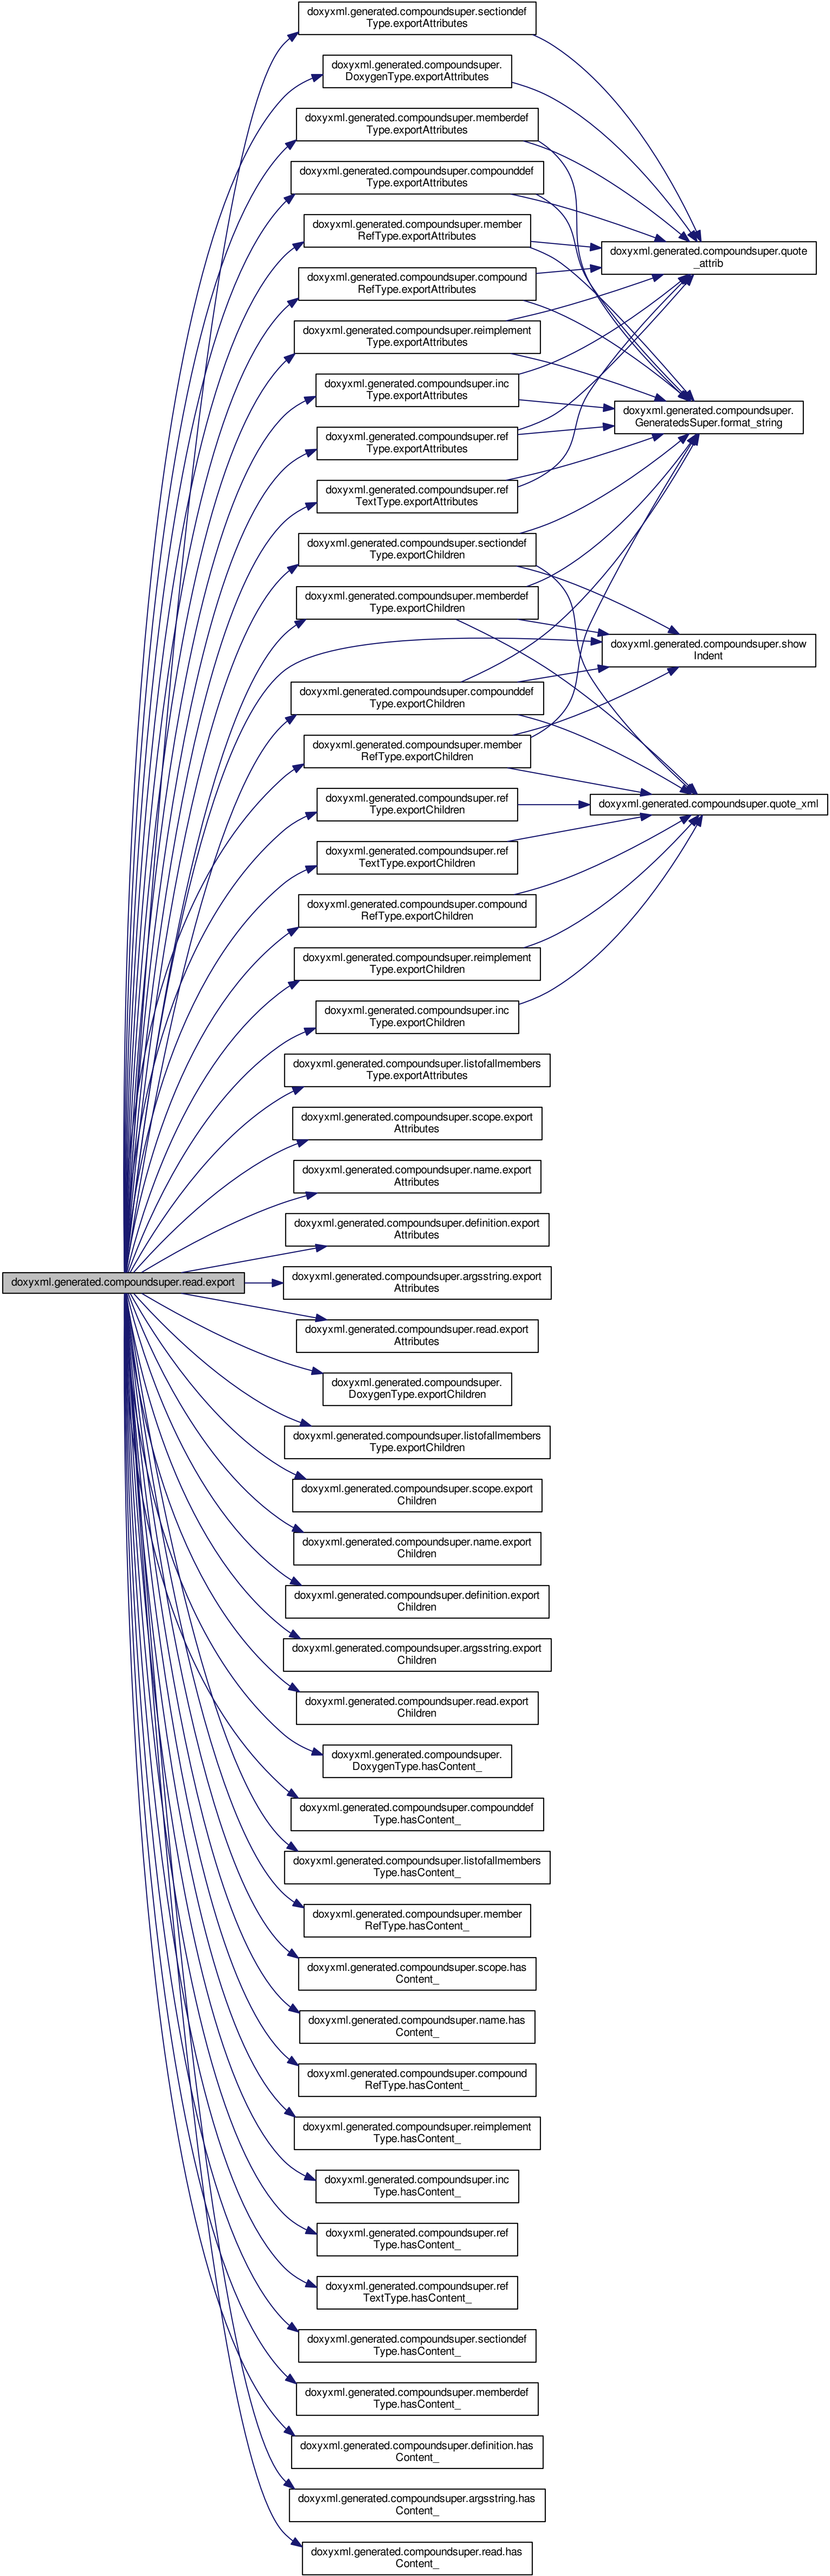 doxyxml.generated.compoundsuper.sectiondef
Type.exportAttributes
doxyxml.generated.compoundsuper.
DoxygenType.exportAttributes
doxyxml.generated.compoundsuper.memberdef
Type.exportAttributes
doxyxml.generated.compoundsuper.compounddef
Type.exportAttributes
doxyxml.generated.compoundsuper.member
RefType.exportAttributes
doxyxml.generated.compoundsuper.quote
_attrib
doxyxml.generated.compoundsuper.compound
RefType.exportAttributes
doxyxml.generated.compoundsuper.reimplement
Type.exportAttributes
doxyxml.generated.compoundsuper.inc
Type.exportAttributes
doxyxml.generated.compoundsuper.
GeneratedsSuper.format_string
doxyxml.generated.compoundsuper.ref
Type.exportAttributes
doxyxml.generated.compoundsuper.ref
TextType.exportAttributes
doxyxml.generated.compoundsuper.sectiondef
Type.exportChildren
doxyxml.generated.compoundsuper.memberdef
Type.exportChildren
doxyxml.generated.compoundsuper.show
Indent
doxyxml.generated.compoundsuper.compounddef
Type.exportChildren
doxyxml.generated.compoundsuper.member
RefType.exportChildren
doxyxml.generated.compoundsuper.ref
Type.exportChildren
doxyxml.generated.compoundsuper.quote_xml
doxyxml.generated.compoundsuper.ref
TextType.exportChildren
doxyxml.generated.compoundsuper.compound
RefType.exportChildren
doxyxml.generated.compoundsuper.reimplement
Type.exportChildren
doxyxml.generated.compoundsuper.inc
Type.exportChildren
doxyxml.generated.compoundsuper.listofallmembers
Type.exportAttributes
doxyxml.generated.compoundsuper.scope.export
Attributes
doxyxml.generated.compoundsuper.name.export
Attributes
doxyxml.generated.compoundsuper.definition.export
Attributes
doxyxml.generated.compoundsuper.read.export
doxyxml.generated.compoundsuper.argsstring.export
Attributes
doxyxml.generated.compoundsuper.read.export
Attributes
doxyxml.generated.compoundsuper.
DoxygenType.exportChildren
doxyxml.generated.compoundsuper.listofallmembers
Type.exportChildren
doxyxml.generated.compoundsuper.scope.export
Children
doxyxml.generated.compoundsuper.name.export
Children
doxyxml.generated.compoundsuper.definition.export
Children
doxyxml.generated.compoundsuper.argsstring.export
Children
doxyxml.generated.compoundsuper.read.export
Children
doxyxml.generated.compoundsuper.
DoxygenType.hasContent_
doxyxml.generated.compoundsuper.compounddef
Type.hasContent_
doxyxml.generated.compoundsuper.listofallmembers
Type.hasContent_
doxyxml.generated.compoundsuper.member
RefType.hasContent_
doxyxml.generated.compoundsuper.scope.has
Content_
doxyxml.generated.compoundsuper.name.has
Content_
doxyxml.generated.compoundsuper.compound
RefType.hasContent_
doxyxml.generated.compoundsuper.reimplement
Type.hasContent_
doxyxml.generated.compoundsuper.inc
Type.hasContent_
doxyxml.generated.compoundsuper.ref
Type.hasContent_
doxyxml.generated.compoundsuper.ref
TextType.hasContent_
doxyxml.generated.compoundsuper.sectiondef
Type.hasContent_
doxyxml.generated.compoundsuper.memberdef
Type.hasContent_
doxyxml.generated.compoundsuper.definition.has
Content_
doxyxml.generated.compoundsuper.argsstring.has
Content_
doxyxml.generated.compoundsuper.read.has
Content_